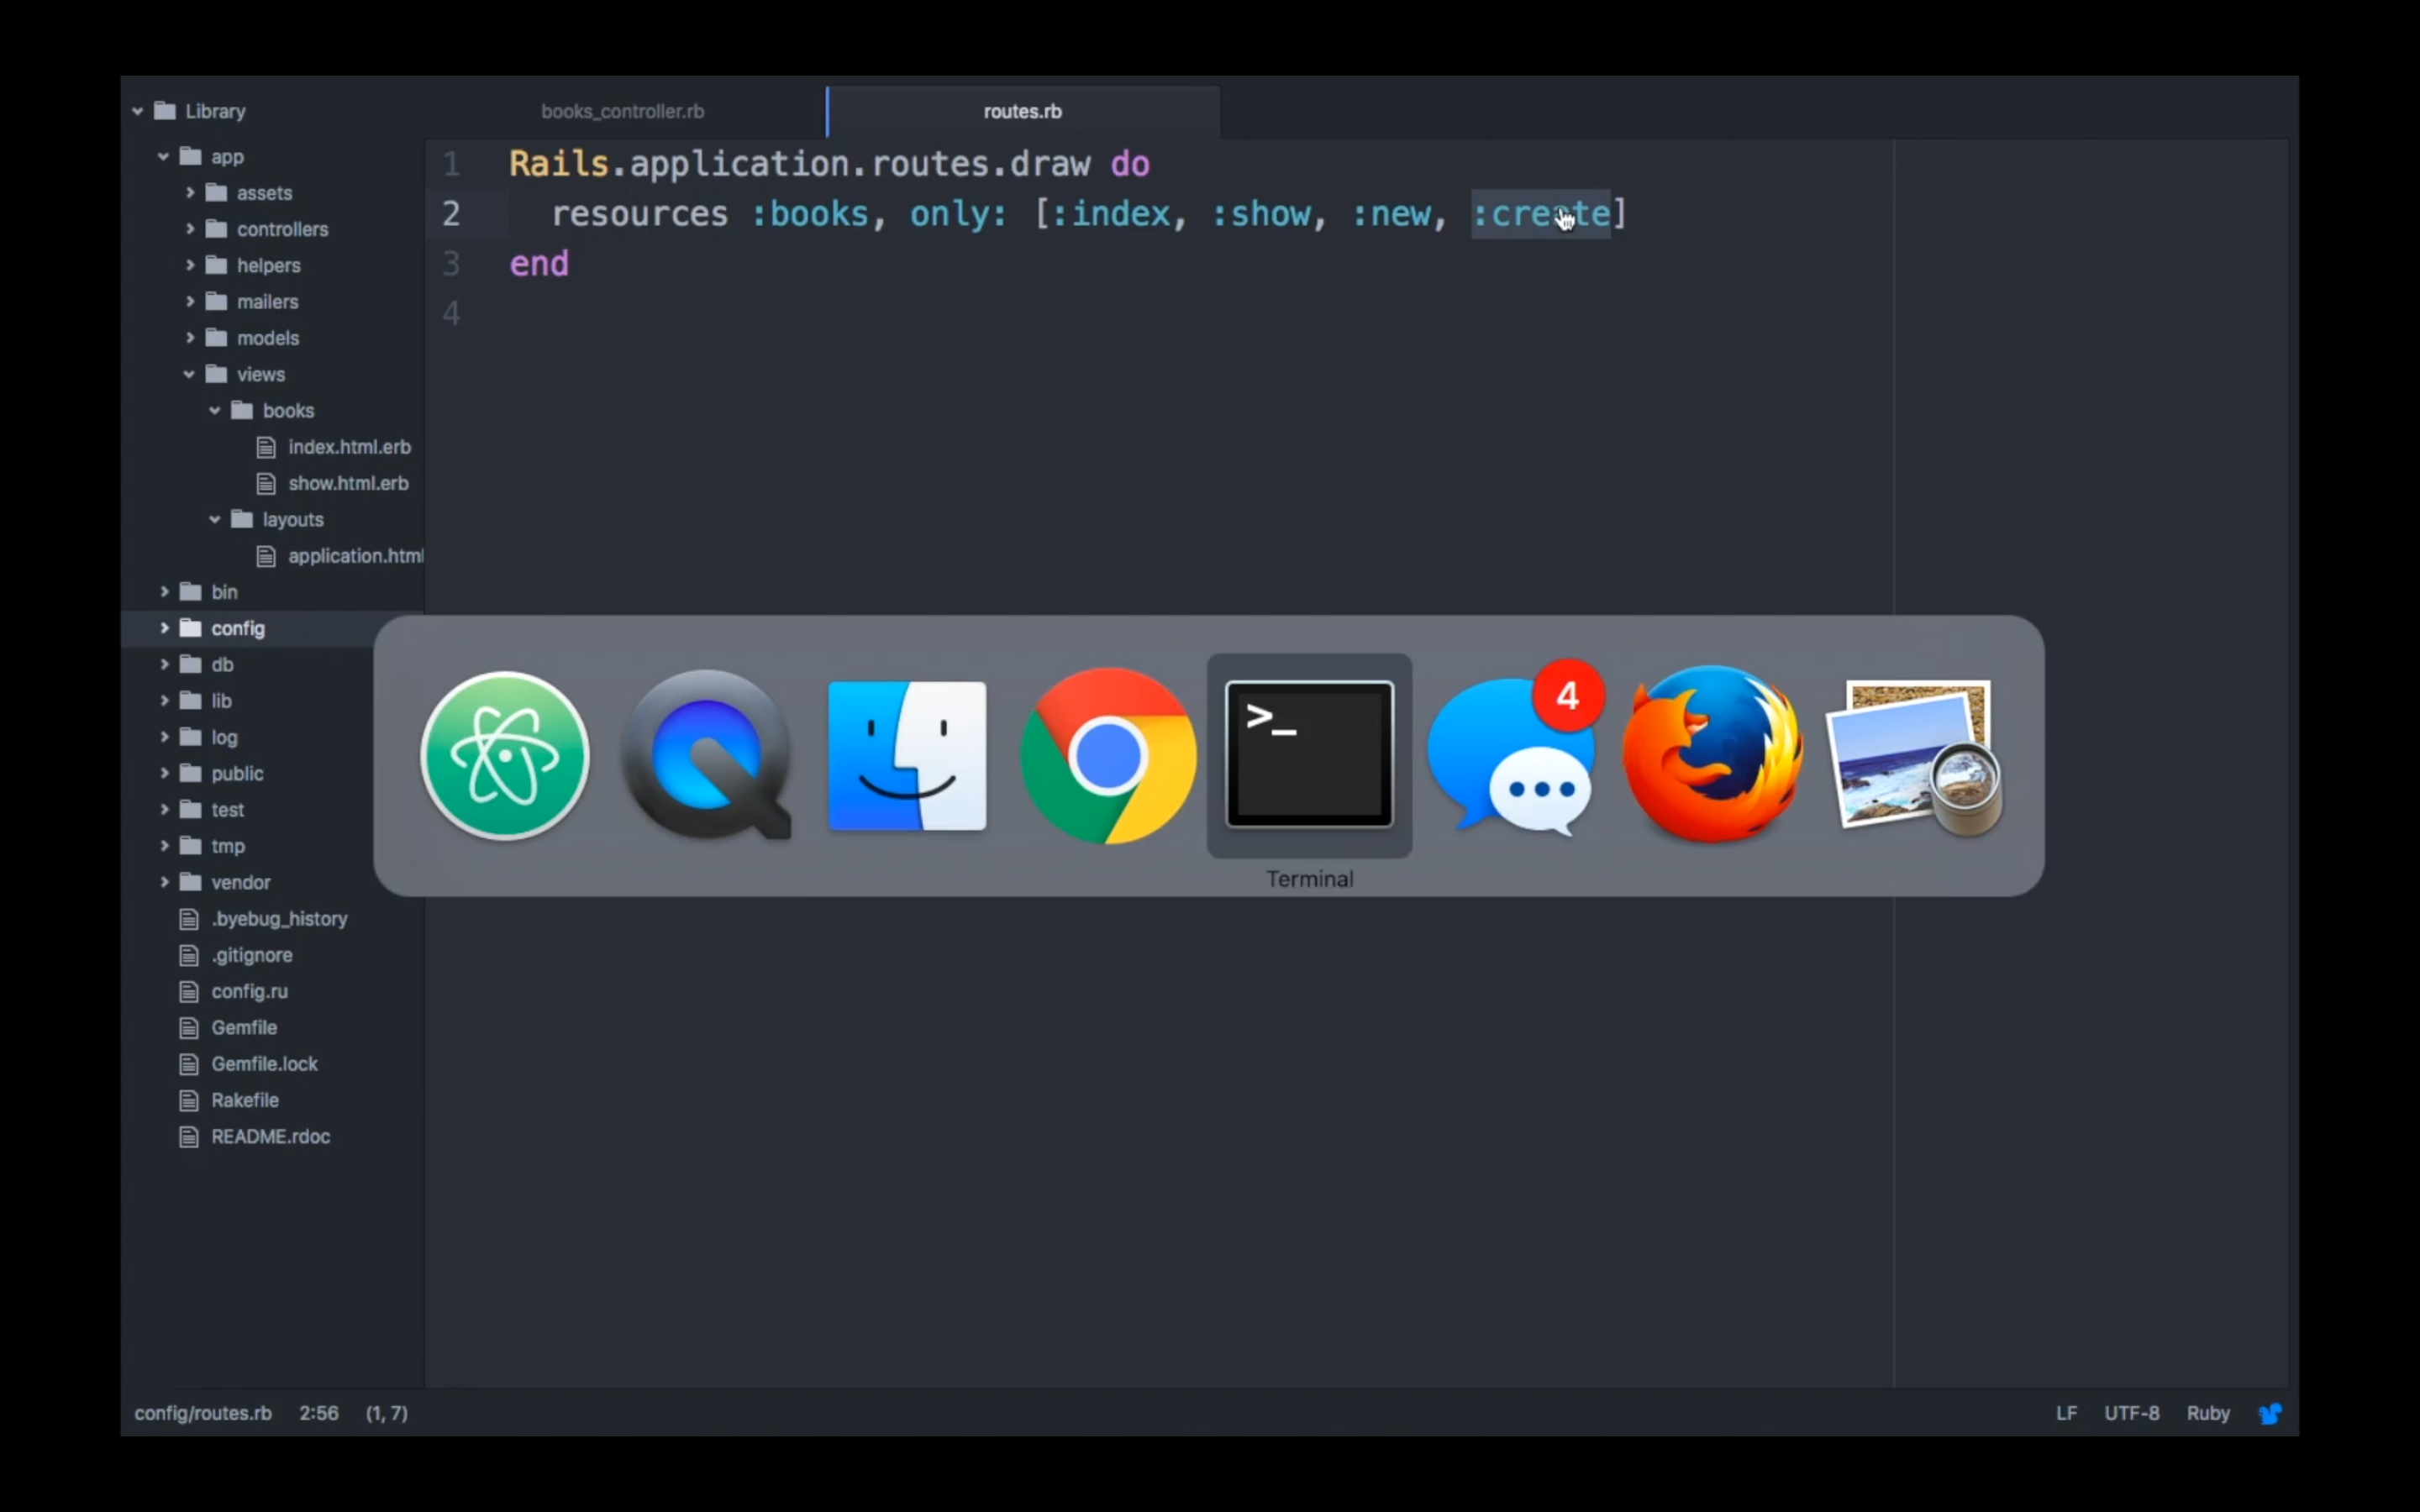 Library
app
assets
controllers
helpers
mailers
models
views
books
index.html.erb
show.html.erb
layouts
application.html
bin
config
db
lib
log
public
test
tmp
vendor
.byebug_history
.gitignore
config.ru
Gemfile
Gemfile.lock
Rakefile
README.rdoc
books_controller.rb routes.rb
1 Rails.application.routes.draw do
2 resources :books, only: [:index, :show, :new, :create]
3 end
4
>_
4
Terminal
config/routes.rb 2:56 (1, 7)
LF UTF-8 Ruby